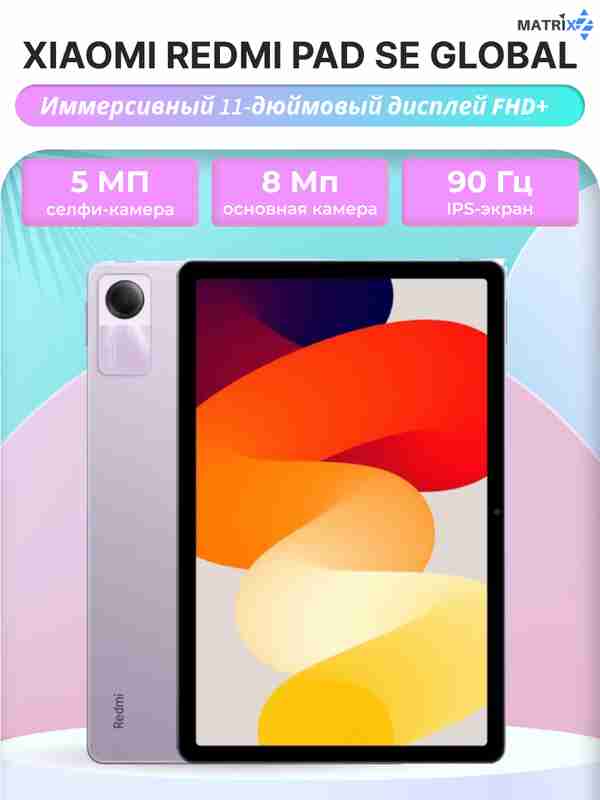 MATRIX
XIAOMI REDMI PAD SE GLOBAL
Иммерсивный 11-дюймовый дисплей FHD+
5 МП
селфи-камера
8 Мп
основная камера
90 Гц
IPS-экран
Redmi